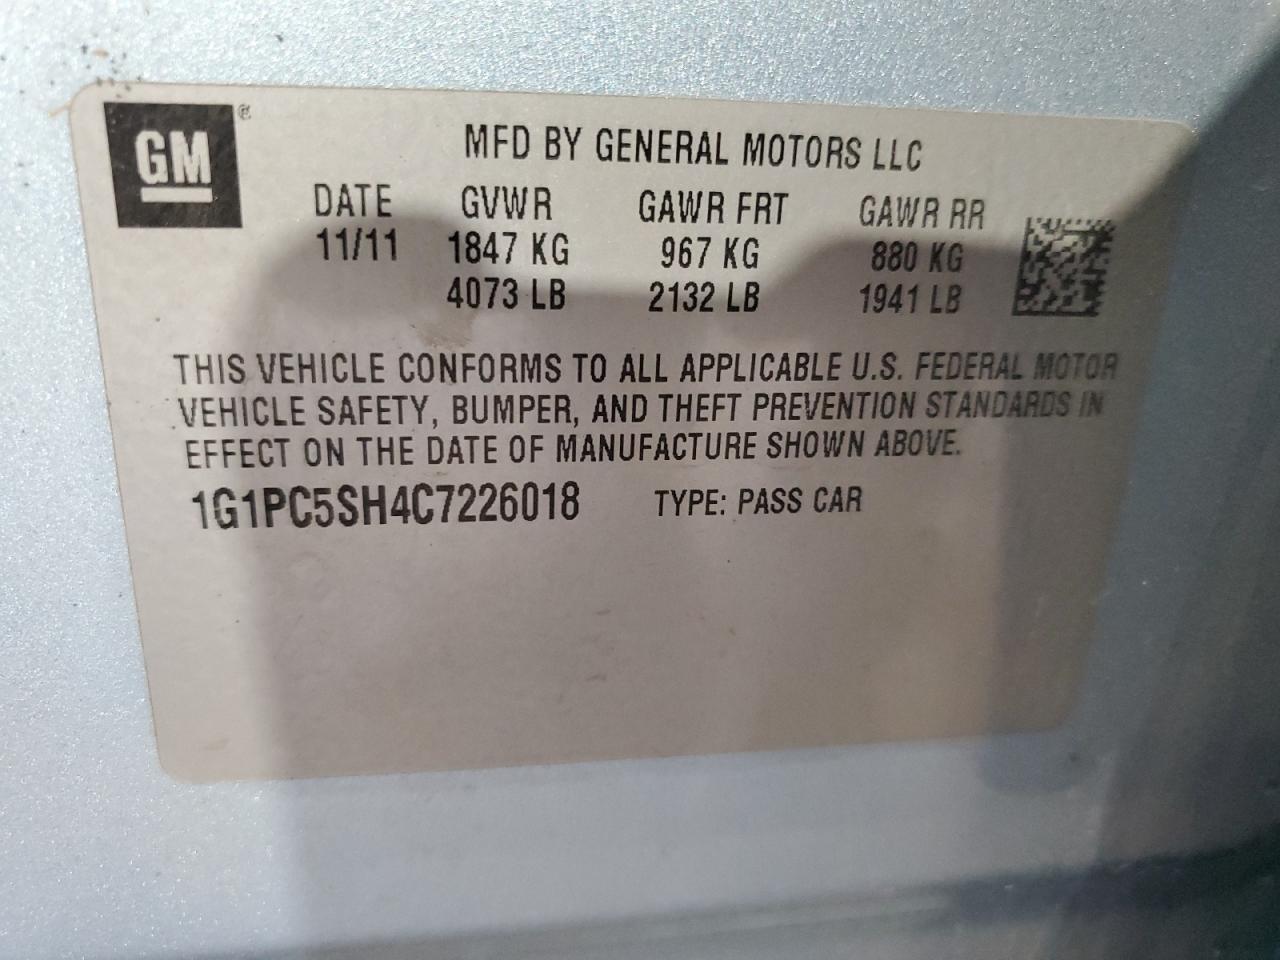 GM ®
MFD BY GENERAL MOTORS LLC
DATE GVWR GAWR FRT GAWR RR
11/11 1847 KG 967 KG 880 KG
4073 LB 2132 LB 1941 LB
THIS VEHICLE CONFORMS TO ALL APPLICABLE U.S. FEDERAL MOTOR
VEHICLE SAFETY, BUMPER, AND THEFT PREVENTION STANDARDS IN
EFFECT ON THE DATE OF MANUFACTURE SHOWN ABOVE.
1G1PC5SH4C7226018 TYPE: PASS CAR